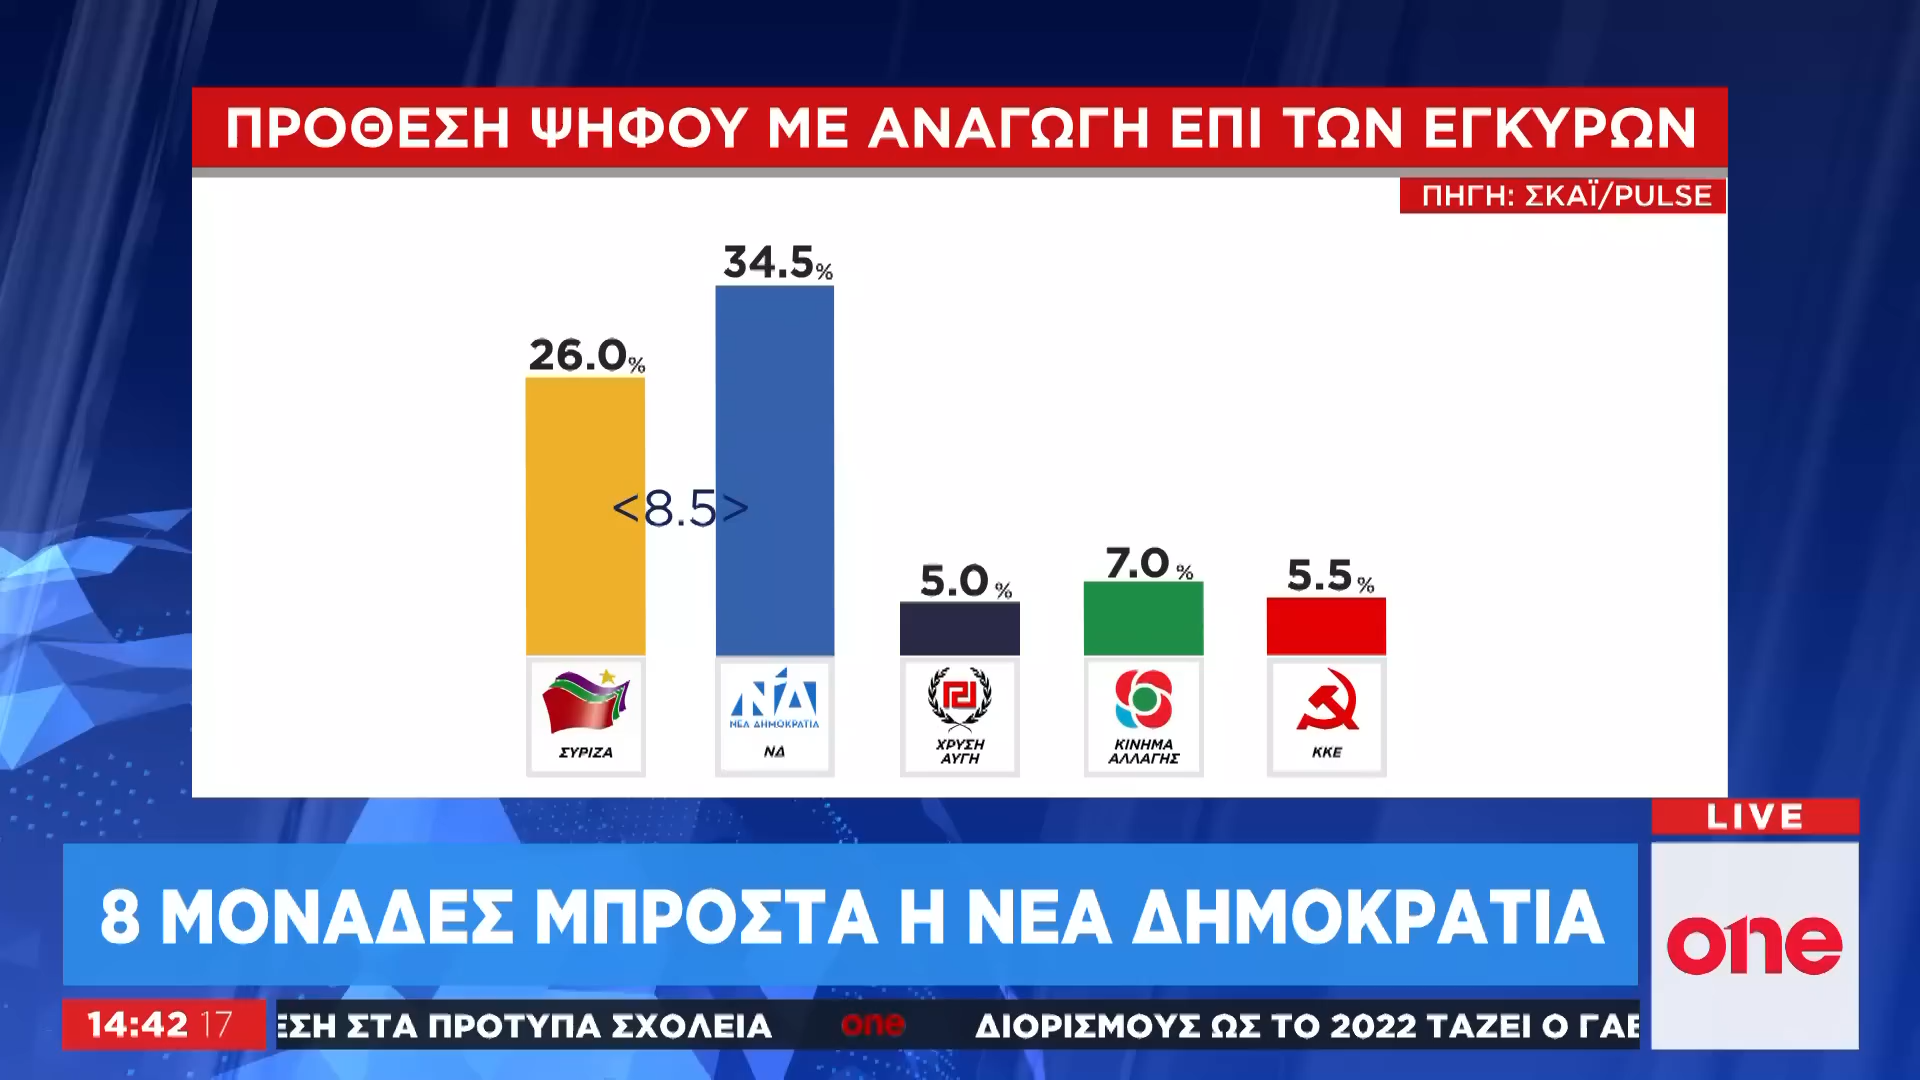 ΠΡΟΘΕΣΗ ΨΗΦΟΥ ΜΕ ΑΝΑΓΩΓΗ ΕΠΙ ΤΩΝ ΕΓΚΥΡΩΝ
ΠΗΓΗ: ΣΚΑΪ/PULSE
26.0% 34.5% 5.0% 7.0% 5.5%
<8.5>
ΝΕΑ ΔΗΜΟΚΡΑΤΙΑ
ΣΥΡΙΖΑ ΝΔ ΧΡΥΣΗ ΚΙΝΗΜΑ ΚΚΕ
ΑΥΓΗ ΑΛΛΑΓΗΣ
LIVE
8 ΜΟΝΑΔΕΣ ΜΠΡΟΣΤΑ Η ΝΕΑ ΔΗΜΟΚΡΑΤΙΑ
one
14:42 17 ΕΣΗ ΣΤΑ ΠΡΟΤΥΠΑ ΣΧΟΛΕΙΑ one ΔΙΟΡΙΣΜΟΥΣ ΩΣ ΤΟ 2022 ΤΑΖΕΙ Ο ΓΑΒ